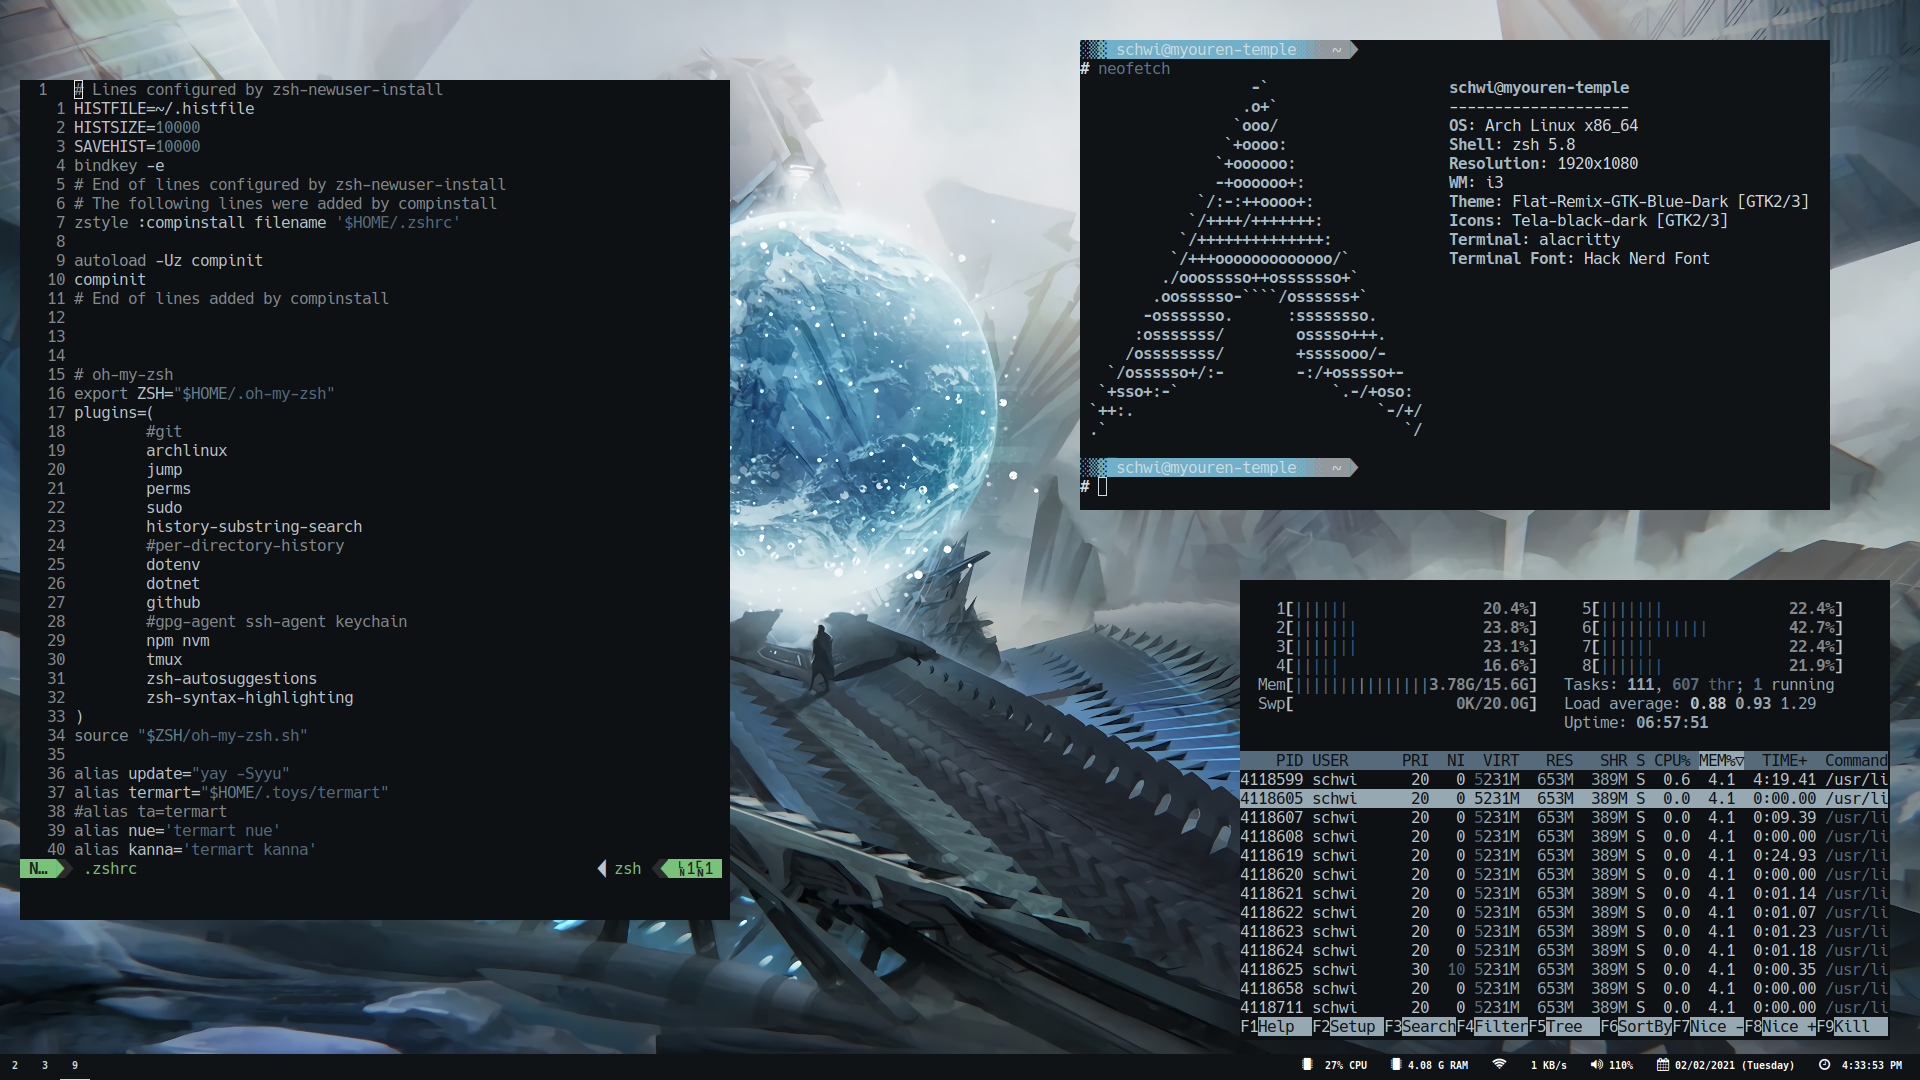 1 # Lines configured by zsh-newuser-install
1 HISTFILE=~/.histfile
2 HISTSIZE=10000
3 SAVEHIST=10000
4 bindkey -e
5 # End of lines configured by zsh-newuser-install
6 # The following lines were added by compinstall
7 zstyle :compinstall filename '$HOME/.zshrc'
8
9 autoload -Uz compinit
10 compinit
11 # End of lines added by compinstall
12
13
14
15 # oh-my-zsh
16 export ZSH="$HOME/.oh-my-zsh"
17 plugins=(
18 #git
19 archlinux
20 jump
21 perms
22 sudo
23 history-substring-search
24 #per-directory-history
25 dotenv
26 dotnet
27 github
28 #gpg-agent ssh-agent keychain
29 npm nvm
30 tmux
31 zsh-autosuggestions
32 zsh-syntax-highlighting
33 )
34 source "$ZSH/oh-my-zsh.sh"
35
36 alias update="yay -Syyu"
37 alias termart="$HOME/.toys/termart"
38 #alias ta=termart
39 alias nue='termart nue'
40 alias kanna='termart kanna'
N… .zshrc zsh LN 1 CN 1
schwi@myouren-temple ~
# neofetch
-`
.o+`
`ooo/
`+oooo:
`+oooooo:
-+oooooo+:
`/:-:++oooo+:
`/++++/+++++++:
`/++++++++++++++:
`/+++ooooooooooooo/`
./ooosssso++osssssso+`
.oossssso-````/ossssss+`
-osssssso. :ssssssso.
:osssssss/ osssso+++.
/ossssssss/ +ssssooo/-
`/ossssso+/:- -:/+osssso+-
`+sso+:-` `.-/+oso:
`++:. `-/+/
.` `/
schwi@myouren-temple
--------------------
OS: Arch Linux x86_64
Shell: zsh 5.8
Resolution: 1920x1080
WM: i3
Theme: Flat-Remix-GTK-Blue-Dark [GTK2/3]
Icons: Tela-black-dark [GTK2/3]
Terminal: alacritty
Terminal Font: Hack Nerd Font
schwi@myouren-temple ~
#
1[|||||| 20.4%] 5[||||||| 22.4%]
2[||||||| 23.8%] 6[|||||||||||| 42.7%]
3[||||||| 23.1%] 7[|||||| 22.4%]
4[||||| 16.6%] 8[||||||| 21.9%]
Mem[|||||||||||||||3.78G/15.6G] Tasks: 111, 607 thr; 1 running
Swp[ 0K/20.0G] Load average: 0.88 0.93 1.29
Uptime: 06:57:51
PID USER PRI NI VIRT RES SHR S CPU% MEM%▽ TIME+ Command
4118599 schwi 20 0 5231M 653M 389M S 0.6 4.1 4:19.41 /usr/li
4118605 schwi 20 0 5231M 653M 389M S 0.0 4.1 0:00.00 /usr/li
4118607 schwi 20 0 5231M 653M 389M S 0.0 4.1 0:09.39 /usr/li
4118608 schwi 20 0 5231M 653M 389M S 0.0 4.1 0:00.00 /usr/li
4118619 schwi 20 0 5231M 653M 389M S 0.0 4.1 0:24.93 /usr/li
4118620 schwi 20 0 5231M 653M 389M S 0.0 4.1 0:00.00 /usr/li
4118621 schwi 20 0 5231M 653M 389M S 0.0 4.1 0:01.14 /usr/li
4118622 schwi 20 0 5231M 653M 389M S 0.0 4.1 0:01.07 /usr/li
4118623 schwi 20 0 5231M 653M 389M S 0.0 4.1 0:01.23 /usr/li
4118624 schwi 20 0 5231M 653M 389M S 0.0 4.1 0:01.18 /usr/li
4118625 schwi 30 10 5231M 653M 389M S 0.0 4.1 0:00.35 /usr/li
4118658 schwi 20 0 5231M 653M 389M S 0.0 4.1 0:00.00 /usr/li
4118711 schwi 20 0 5231M 653M 389M S 0.0 4.1 0:00.00 /usr/li
F1Help F2Setup F3SearchF4FilterF5Tree F6SortByF7Nice -F8Nice +F9Kill
2 3 9 27% CPU 4.08 G RAM 1 KB/s 110% 02/02/2021 (Tuesday) 4:33:53 PM